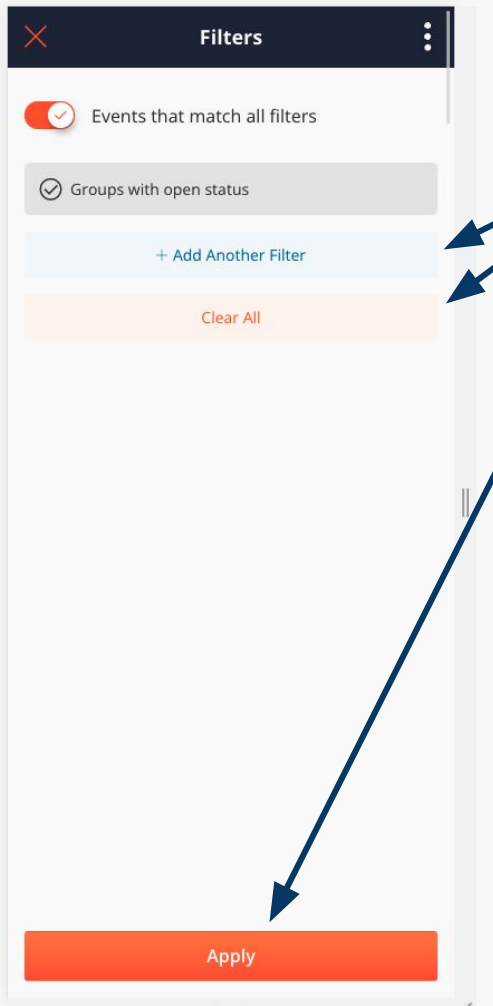 Filters
Events that match all filters
Groups with open status
+ Add Another Filter
Clear All
Apply